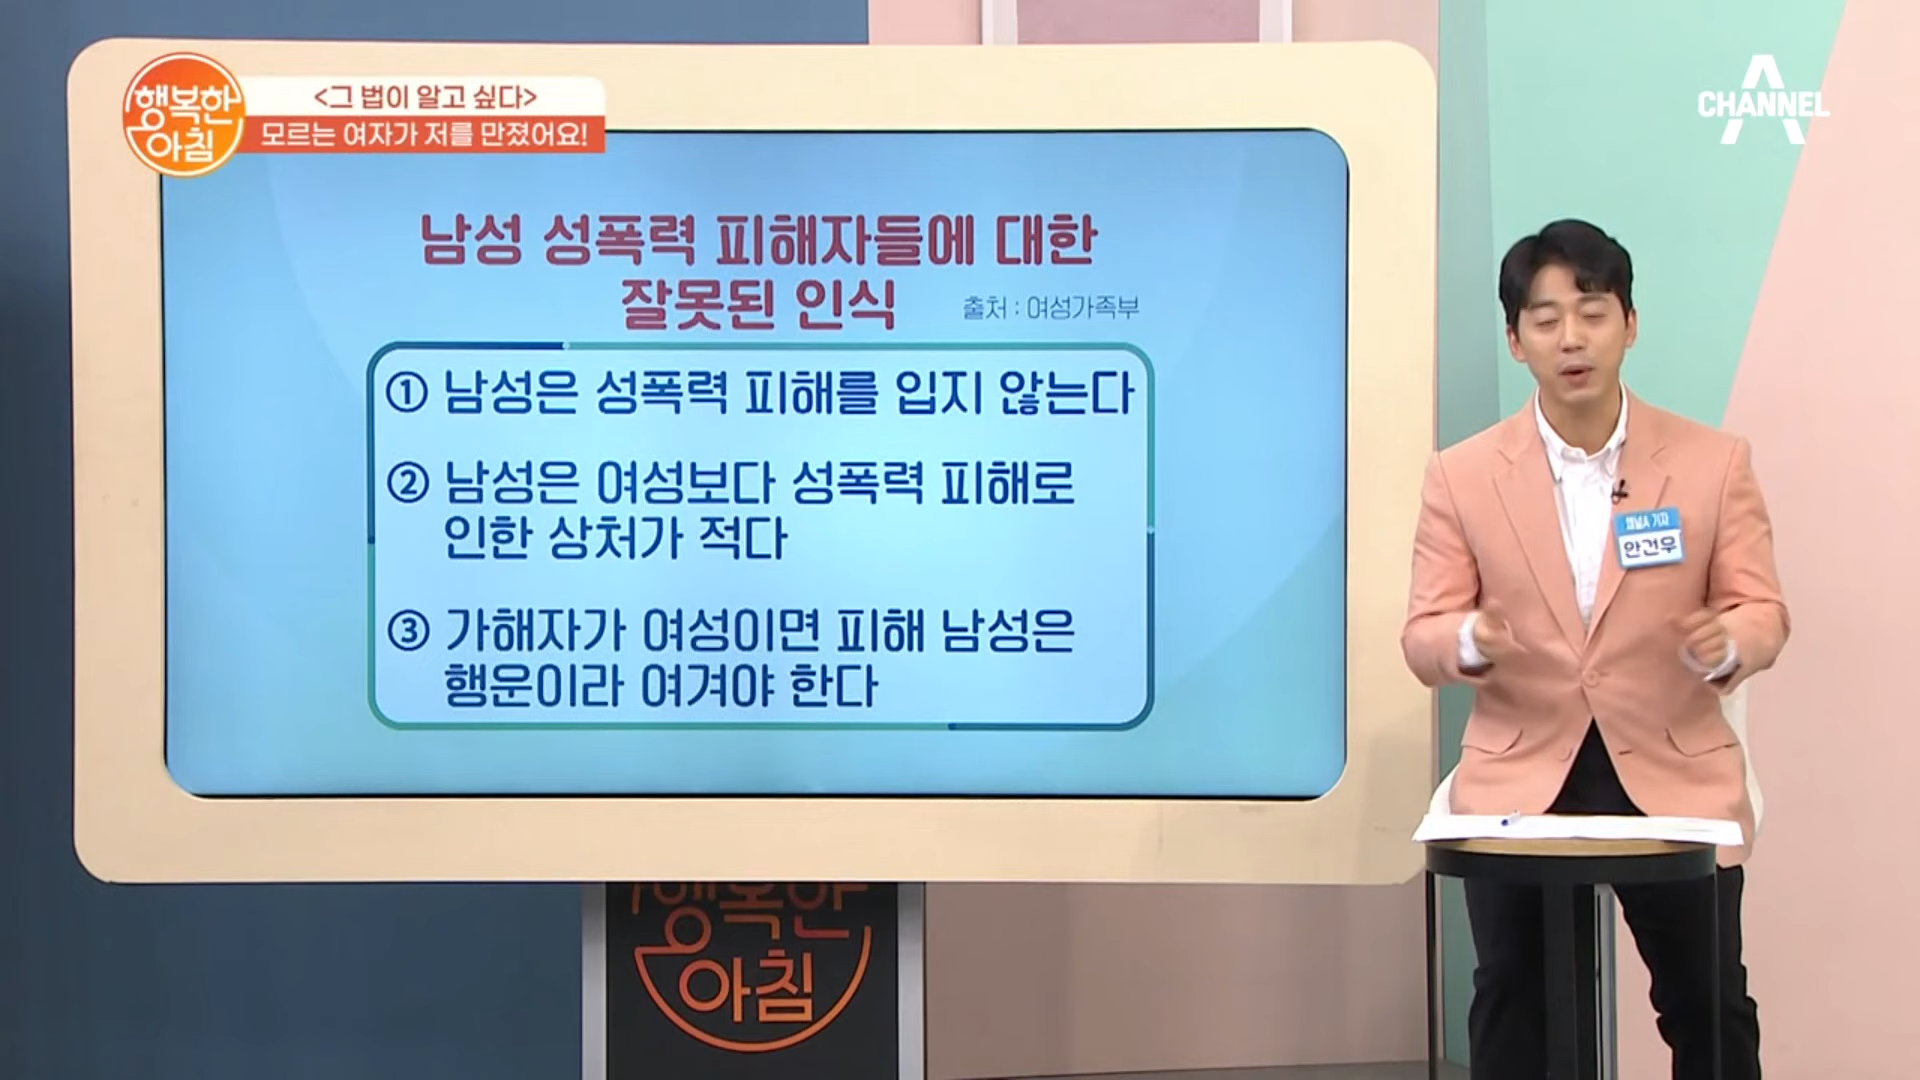 행복한
아침
<그 법이 알고 싶다>
모르는 여자가 저를 만졌어요!
CHANNEL A
남성 성폭력 피해자들에 대한
잘못된 인식
출처 : 여성가족부
① 남성은 성폭력 피해를 입지 않는다
② 남성은 여성보다 성폭력 피해로
인한 상처가 적다
③ 가해자가 여성이면 피해 남성은
행운이라 여겨야 한다
채널A 기자
안건우
행복한
아침